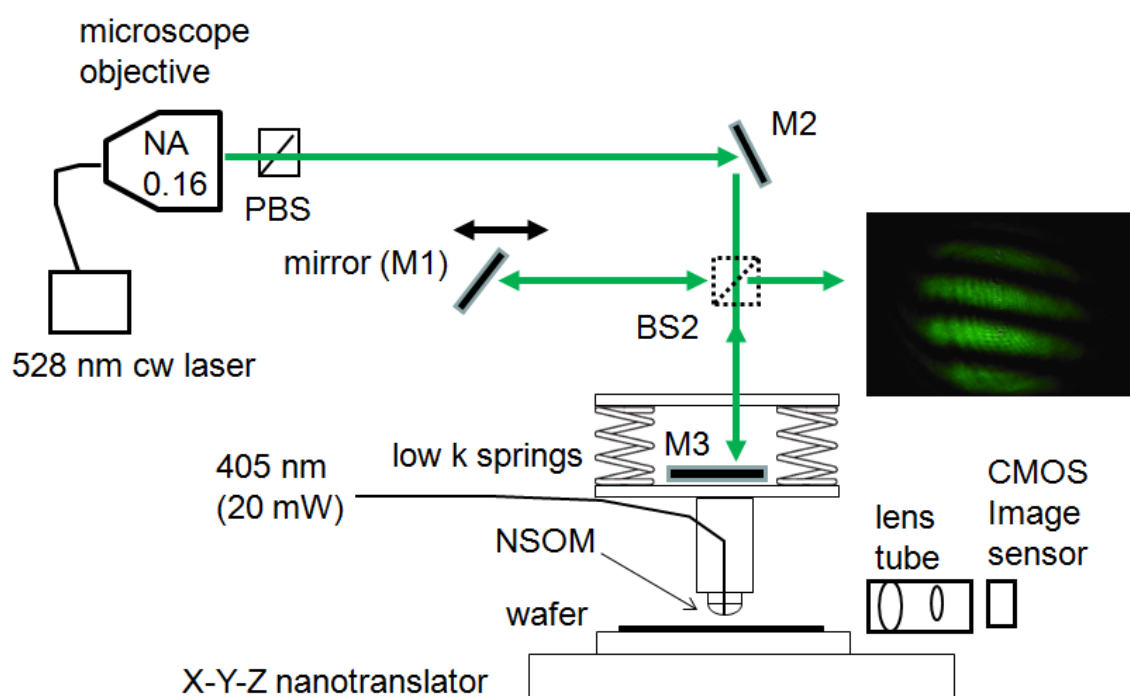 microscope
objective
NA
0.16
PBS
M2
mirror (M1)
BS2
528 nm cw laser
M3
low k springs
405 nm
(20 mW)
NSOM
wafer
X-Y-Z nanotranslator
lens
tube
CMOS
Image
sensor